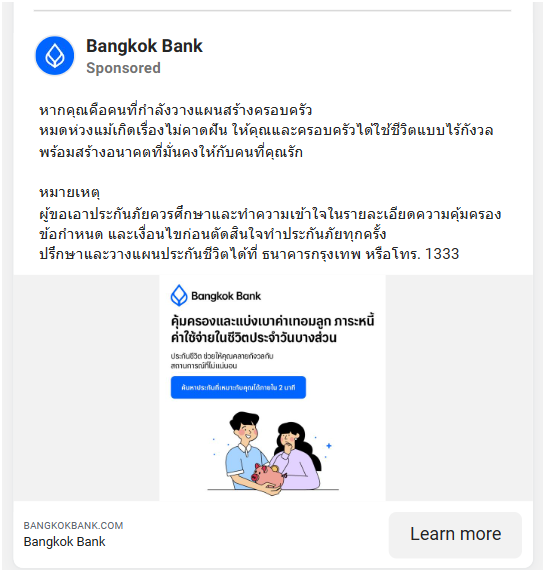 Bangkok Bank
Sponsored
หากคุณคือคนที่กำลังวางแผนสร้างครอบครัว
หมดห่วงแม้เกิดเรื่องไม่คาดฝัน ให้คุณและครอบครัวได้ใช้ชีวิตแบบไร้กังวล
พร้อมสร้างอนาคตที่มั่นคงให้กับคนที่คุณรัก
หมายเหตุ
ผู้ขอเอาประกันภัยควรศึกษาและทำความเข้าใจในรายละเอียดความคุ้มครอง
ข้อกำหนด และเงื่อนไขก่อนตัดสินใจทำประกันภัยทุกครั้ง
ปรึกษาและวางแผนประกันชีวิตได้ที่ ธนาคารกรุงเทพ หรือโทร. 1333
Bangkok Bank
คุ้มครองและแบ่งเบาค่าเทอมลูก ภาระหนี้
ค่าใช้จ่ายในชีวิตประจำวันบางส่วน
ประกันชีวิต ช่วยให้คุณคลายกังวลกับ
สถานการณ์ที่ไม่แน่นอน
ค้นหาประกันที่เหมาะกับคุณได้ภายใน 2 นาที
BANGKOKBANK.COM
Bangkok Bank
Learn more